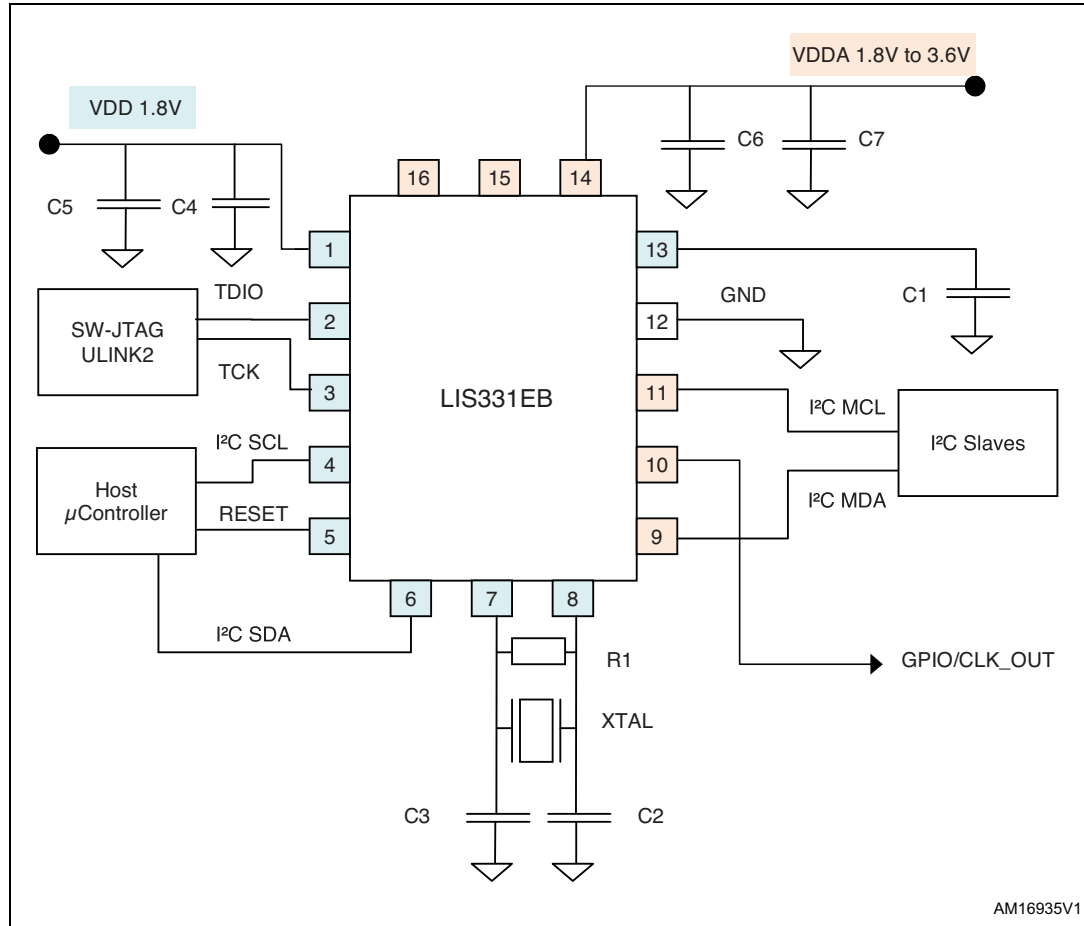 VDDA 1.8V to 3.6V
VDD 1.8V
C6
C7
16
15
14
C5
C4
1
13
TDIO
GND
C1
SW-JTAG
ULINK2
2
12
TCK
3
LIS331EB
11
I²C MCL
I²C Slaves
I²C SCL
4
10
Host
µController
RESET
I²C MDA
5
9
6
7
8
I²C SDA
R1
GPIO/CLK_OUT
XTAL
C3
C2
AM16935V1